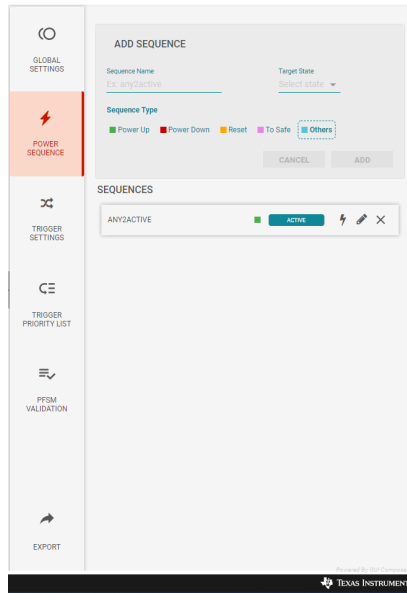 GLOBAL
SETTINGS
POWER
SEQUENCE
TRIGGER
SETTINGS
TRIGGER
PRIORITY LIST
PFSM
VALIDATION
EXPORT
ADD SEQUENCE
Sequence Name
Target State
Ex: any2active
Select state
Sequence Type
Power Up Power Down Reset To Safe Others
CANCEL ADD
SEQUENCES
ANY2ACTIVE ACTIVE
Powered By GUI Compose
TEXAS INSTRUMENT